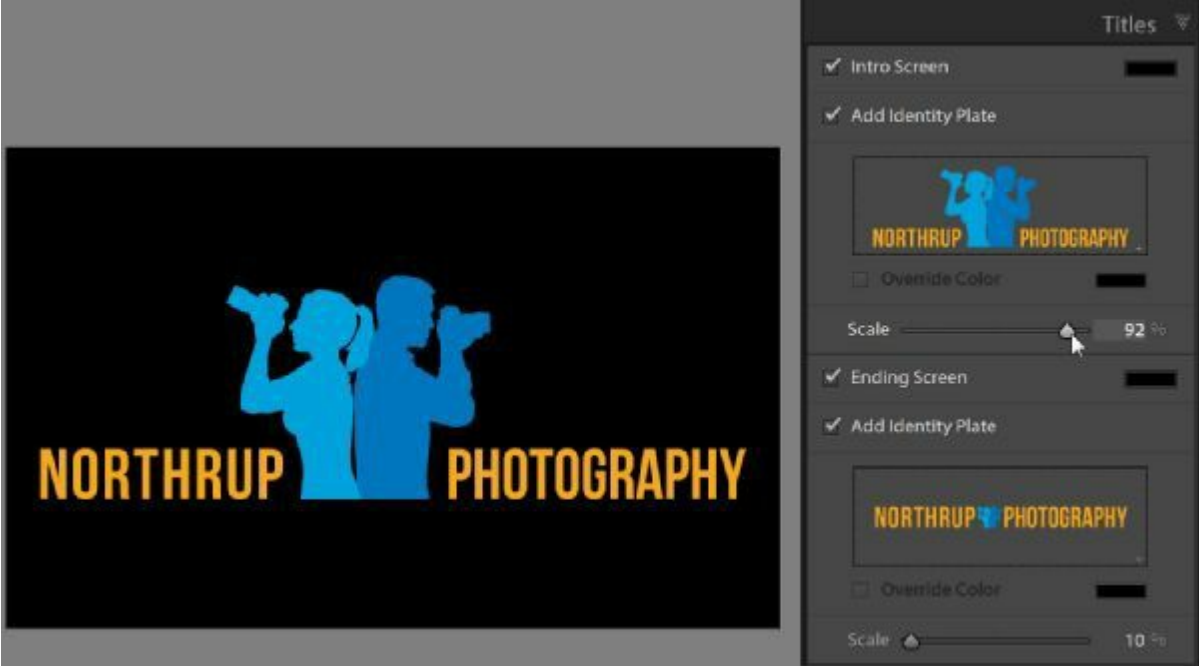 Titles
Intro Screen
Add Identity Plate
NORTHRUP PHOTOGRAPHY
Override Color
Scale 92 %
NORTHRUP PHOTOGRAPHY
Ending Screen
Add Identity Plate
NORTHRUP PHOTOGRAPHY
Override Color
Scale 10 %